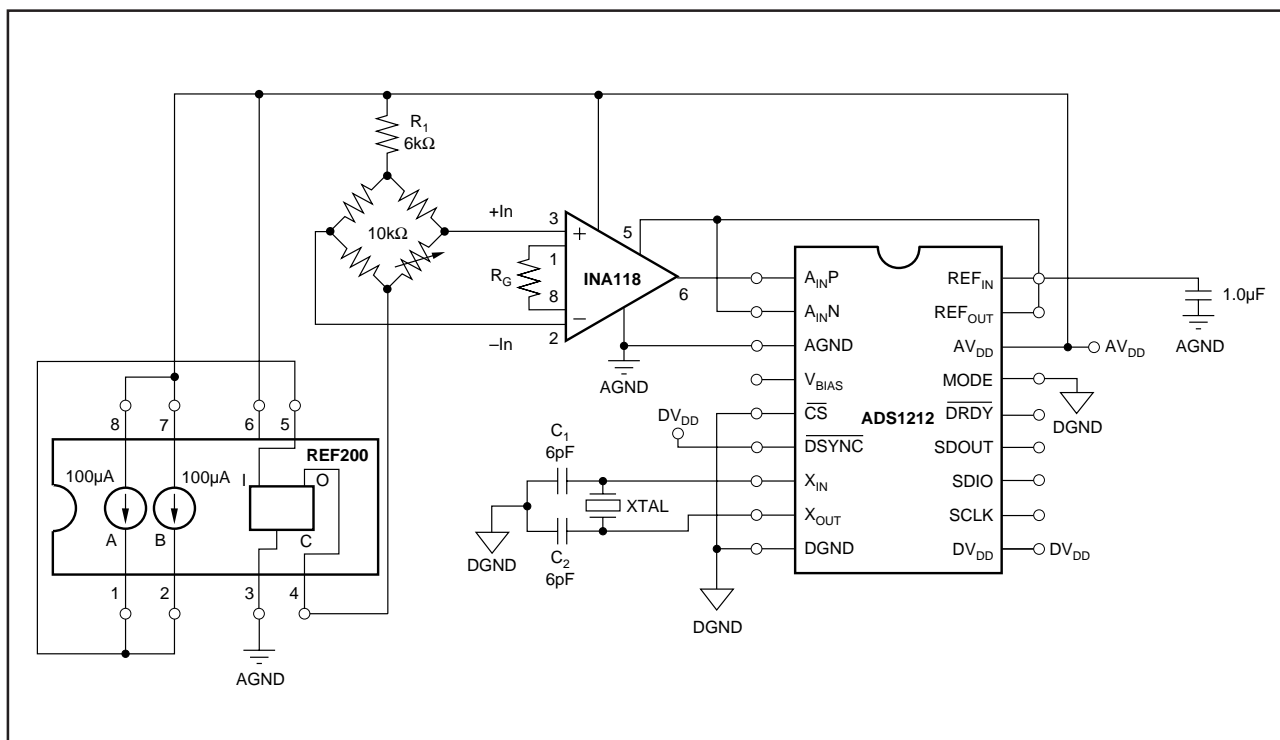 R1
6kΩ
10kΩ
+In
–In
3
1
8
2
5
6
+
–
RG
INA118
AGND
8
7
6
5
REF200
100µA
100µA
I
O
A
B
C
1
2
3
4
AGND
AINP
AINN
AGND
VBIAS
CS
DSYNC
XIN
XOUT
DGND
ADS1212
REFIN
REFOUT
AVDD
MODE
DRDY
SDOUT
SDIO
SCLK
DVDD
1.0µF
AGND
AVDD
DGND
DVDD
DVDD
C1
6pF
XTAL
C2
6pF
DGND
DGND